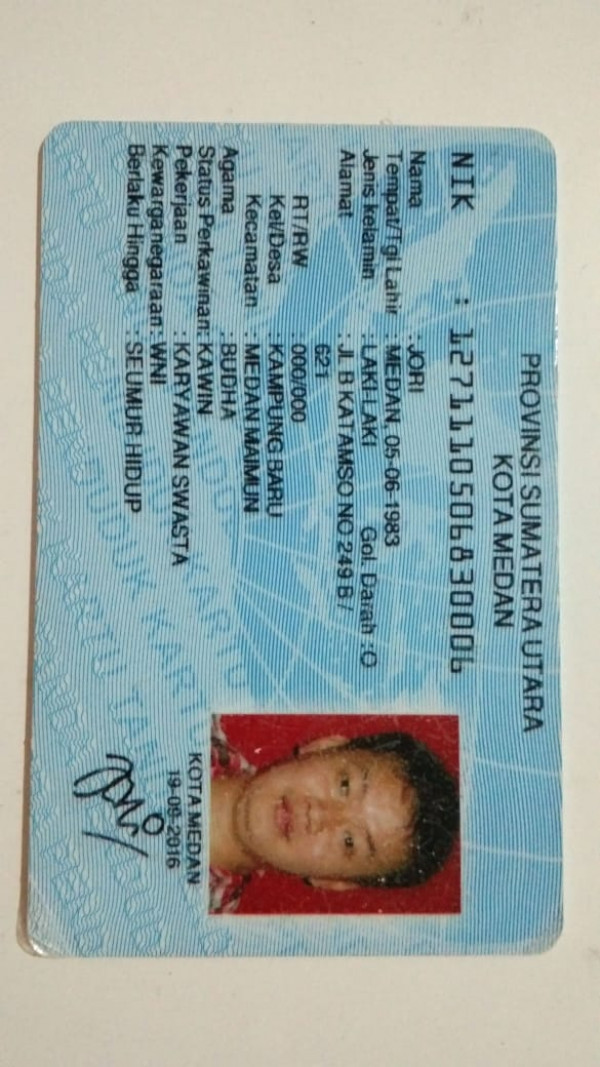 PROVINSI SUMATERA UTARA
KOTA MEDAN
NIK : 1271110506830006
Nama : JORI
Tempat/Tgl Lahir : MEDAN, 05-06-1983
Jenis kelamin : LAKI-LAKI Gol. Darah : O
Alamat : JL B KATAMSO NO 249 B /
621
RT/RW : 000/000
Kel/Desa : KAMPUNG BARU
Kecamatan : MEDAN MAIMUN
Agama : BUDHA
Status Perkawinan: KAWIN
Pekerjaan : KARYAWAN SWASTA
Kewarganegaraan: WNI
Berlaku Hingga : SEUMUR HIDUP
KOTA MEDAN
19-09-2016